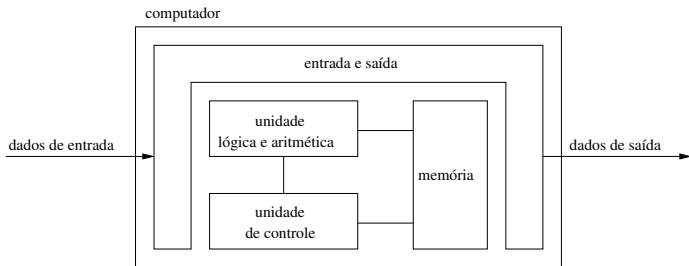 computador
entrada e saída
dados de entrada
unidade
lógica e aritmética
memória
unidade
de controle
dados de saída